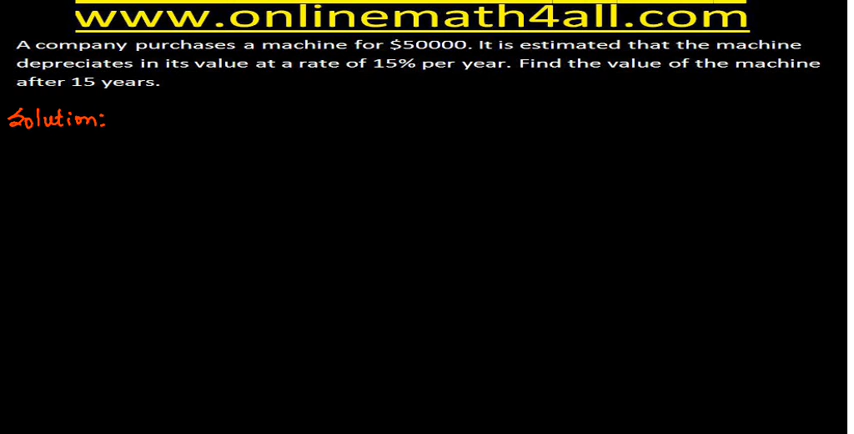 www.onlinemath4all.com
A company purchases a machine for $50000. It is estimated that the machine
depreciates in its value at a rate of 15% per year. Find the value of the machine
after 15 years.
Solution: